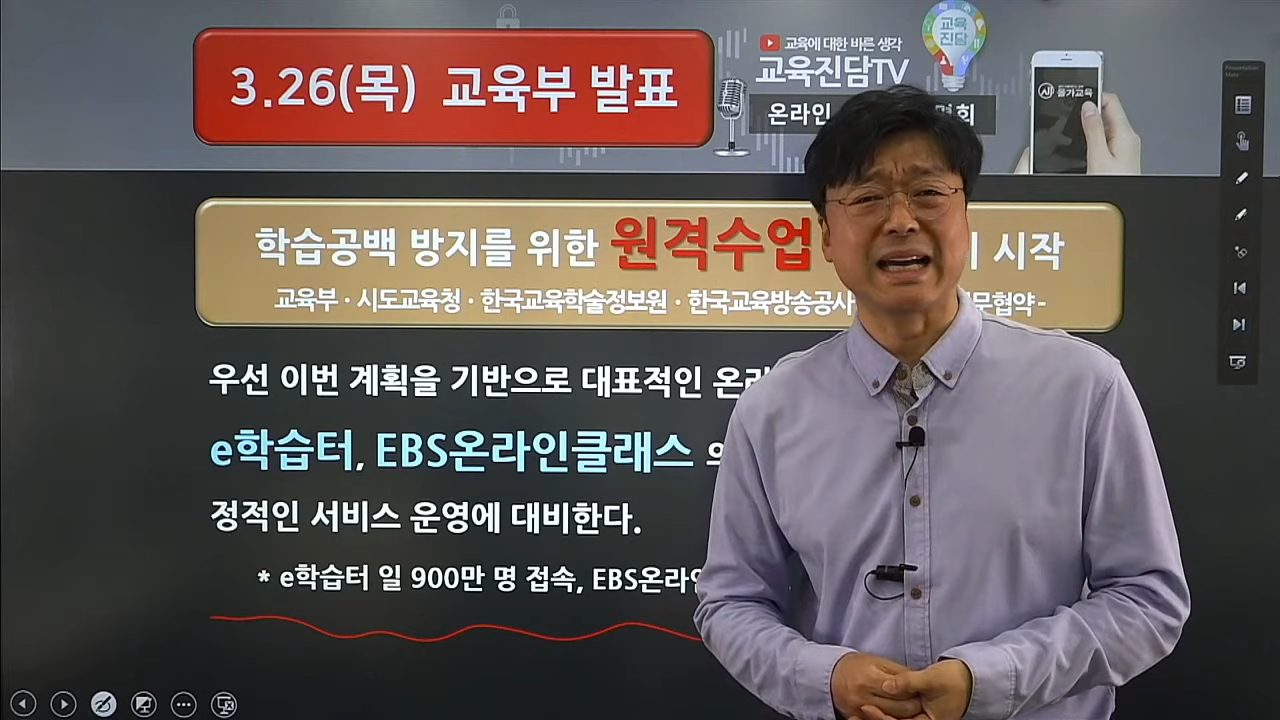 3.26(목) 교육부 발표
교육에 대한 바른 생각
교육진담TV
교육
진담
온라인
명회
종가교육
학습공백 방지를 위한 원격수업 시작
교육부 · 시도교육청 · 한국교육학술정보원 · 한국교육방송공사 무협약 -
우선 이번 계획을 기반으로 대표적인 온라
e학습터, EBS온라인클래스
정적인 서비스 운영에 대비한다.
* e학습터 일 900만 명 접속, EBS온라인